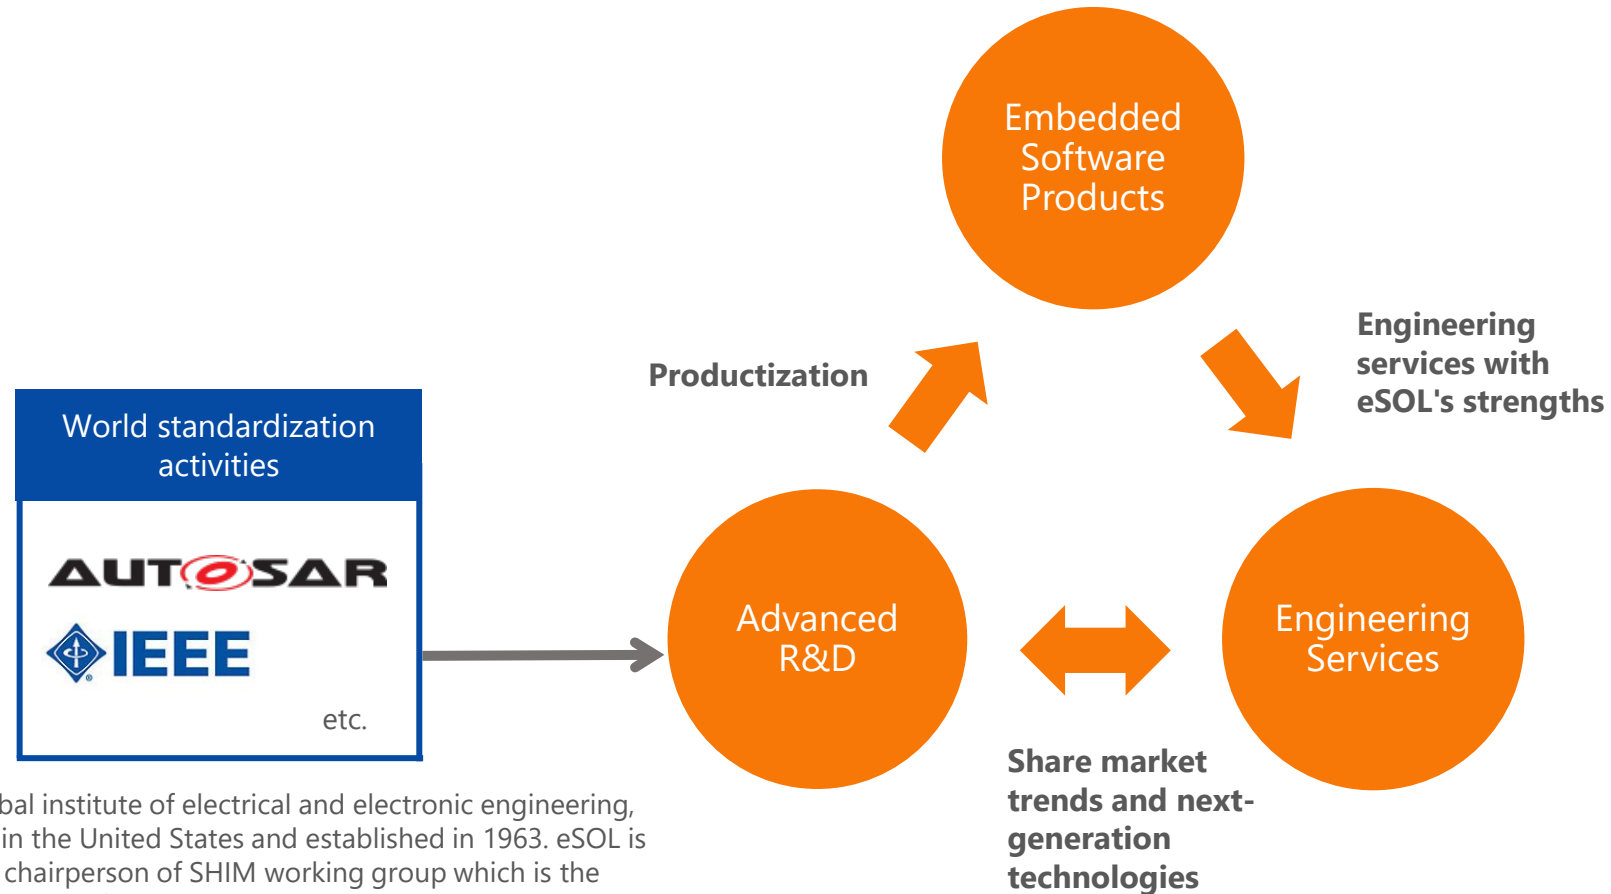 Embedded
Software
Products
Engineering
services with
eSOL's strengths
Productization
World standardization
activities
AUTOSAR
IEEE
etc.
Advanced
R&D
Engineering
Services
Share market
trends and next-
generation
technologies
institute of electrical and electronic engineering,
in the United States and established in 1963. eSOL is
chairperson of SHIM working group which is the